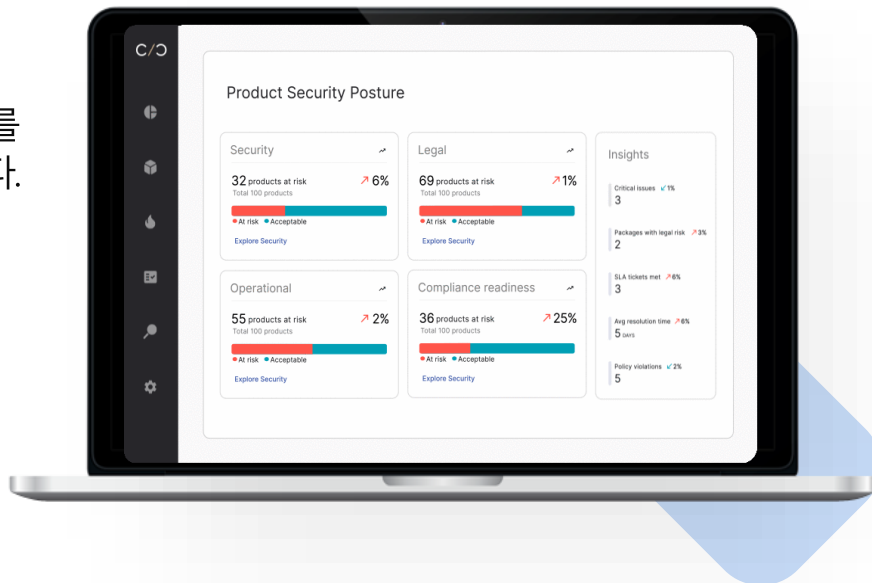 를
다.
C/C
Product Security Posture
Security
32 products at risk 6%
Total 100 products
At risk Acceptable
Explore Security
Legal
69 products at risk 1%
Total 100 products
At risk Acceptable
Explore Security
Operational
55 products at risk 2%
Total 100 products
At risk Acceptable
Explore Security
Compliance readiness
36 products at risk 25%
Total 100 products
At risk Acceptable
Explore Security
Insights
Critical issues 1%
3
Packages with legal risk 3%
2
SLA tickets met 6%
3
Avg resolution time 6%
5 DAYS
Policy violations 2%
5